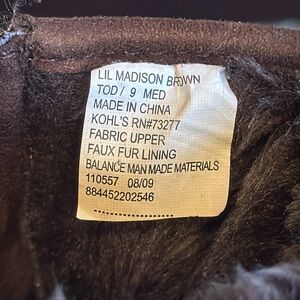 LIL MADISON BROWN
TOD / 9 MED
MADE IN CHINA
KOHL'S RN#73277
FABRIC UPPER
FAUX FUR LINING
BALANCE MAN MADE MATERIALS
110557 08/09
884452202546